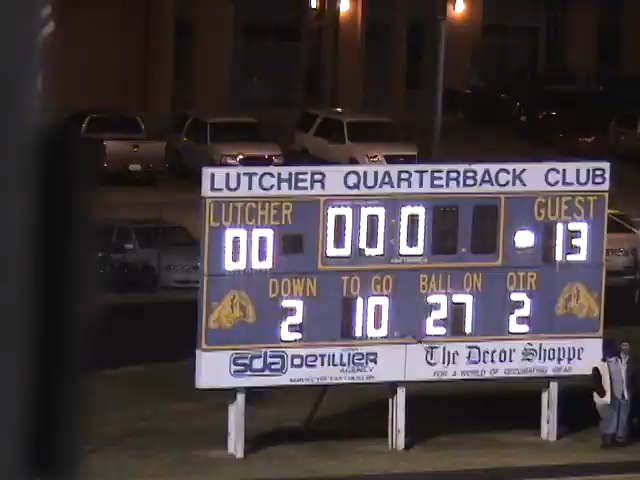 LUTCHER QUARTERBACK CLUB
LUTCHER
GUEST
00
00:0
13
DOWN TO GO BALL ON QTR
2 10 27 2
sda DETILLIER
AGENCY
The Decor Shoppe
FOR A WORLD OF DECORATING IDEAS